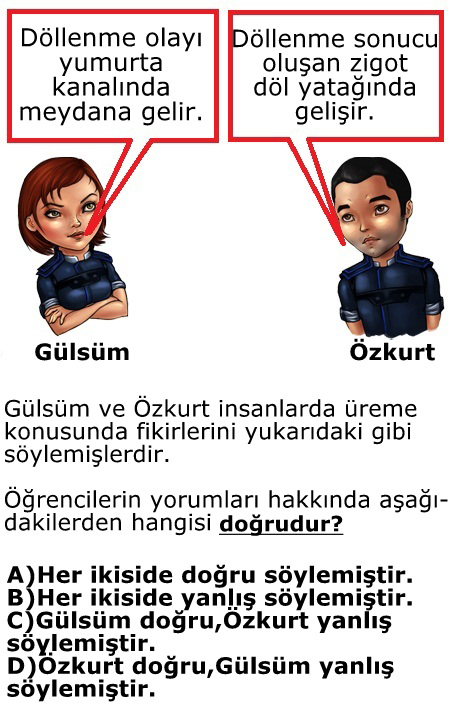 Döllenme olayı
yumurta
kanalında
meydana gelir.
Döllenme sonucu
oluşan zigot
döl yatağında
gelişir.
Gülsüm
Özkurt
Gülsüm ve Özkurt insanlarda üreme
konusunda fikirlerini yukarıdaki gibi
söylemişlerdir.
Öğrencilerin yorumları hakkında aşağı-
dakilerden hangisi doğrudur?
A)Her ikiside doğru söylemiştir.
B)Her ikiside yanlış söylemiştir.
C)Gülsüm doğru,Özkurt yanlış
söylemiştir.
D)Özkurt doğru,Gülsüm yanlış
söylemiştir.